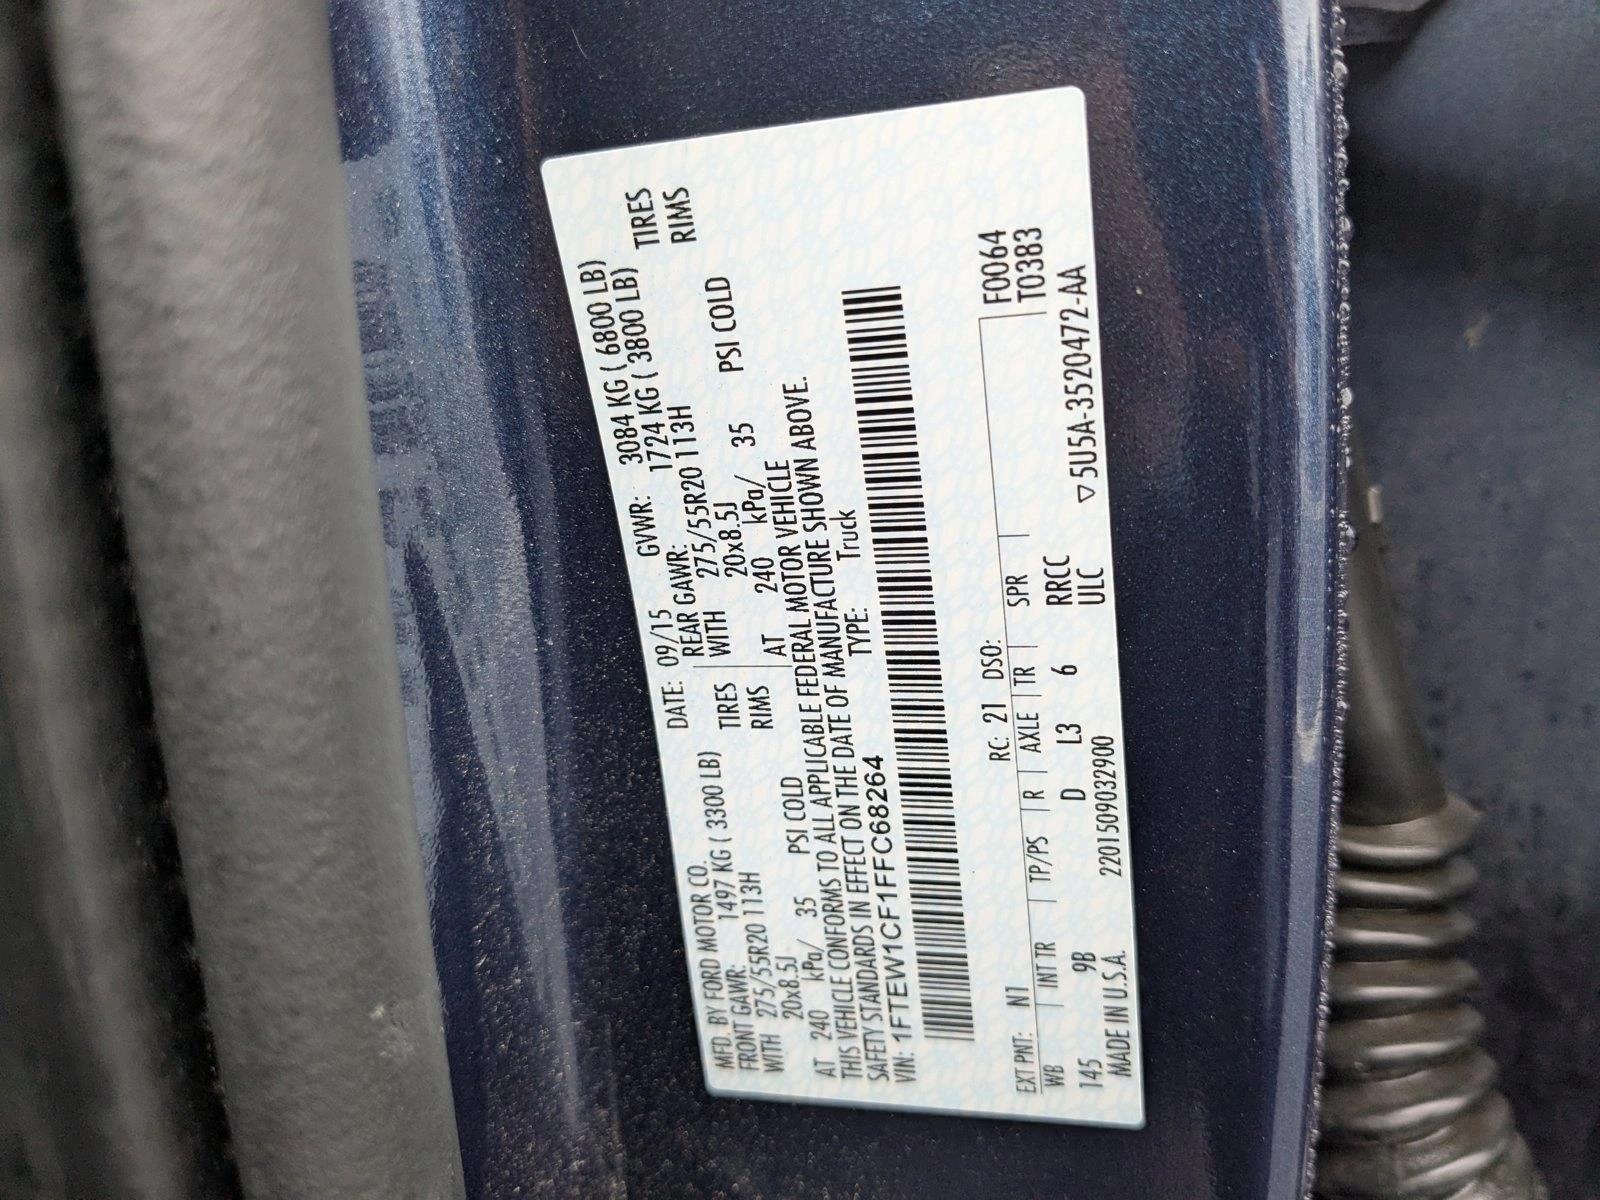 MFD. BY FORD MOTOR CO. DATE: 09/15 GVWR: 3084 KG ( 6800 LB)
FRONT GAWR: 1497 KG ( 3300 LB) REAR GAWR: 1724 KG ( 3800 LB)
WITH 275/55R20 113H TIRES WITH 275/55R20 113H TIRES
20x8.5J RIMS 20x8.5J RIMS
AT 240 kPa/ 35 PSI COLD AT 240 kPa/ 35 PSI COLD
THIS VEHICLE CONFORMS TO ALL APPLICABLE FEDERAL MOTOR VEHICLE
SAFETY STANDARDS IN EFFECT ON THE DATE OF MANUFACTURE SHOWN ABOVE.
VIN: 1FTEW1CF1FFC68264 TYPE: Truck
F0064
EXT PNT: N1 RC: 21 DSO: T0383
WB INT TR TP/PS R AXLE TR SPR
145 9B D L3 6 RRCC
ULC
MADE IN U.S.A. 220150903290​0 ▽5U5A-3520472-AA